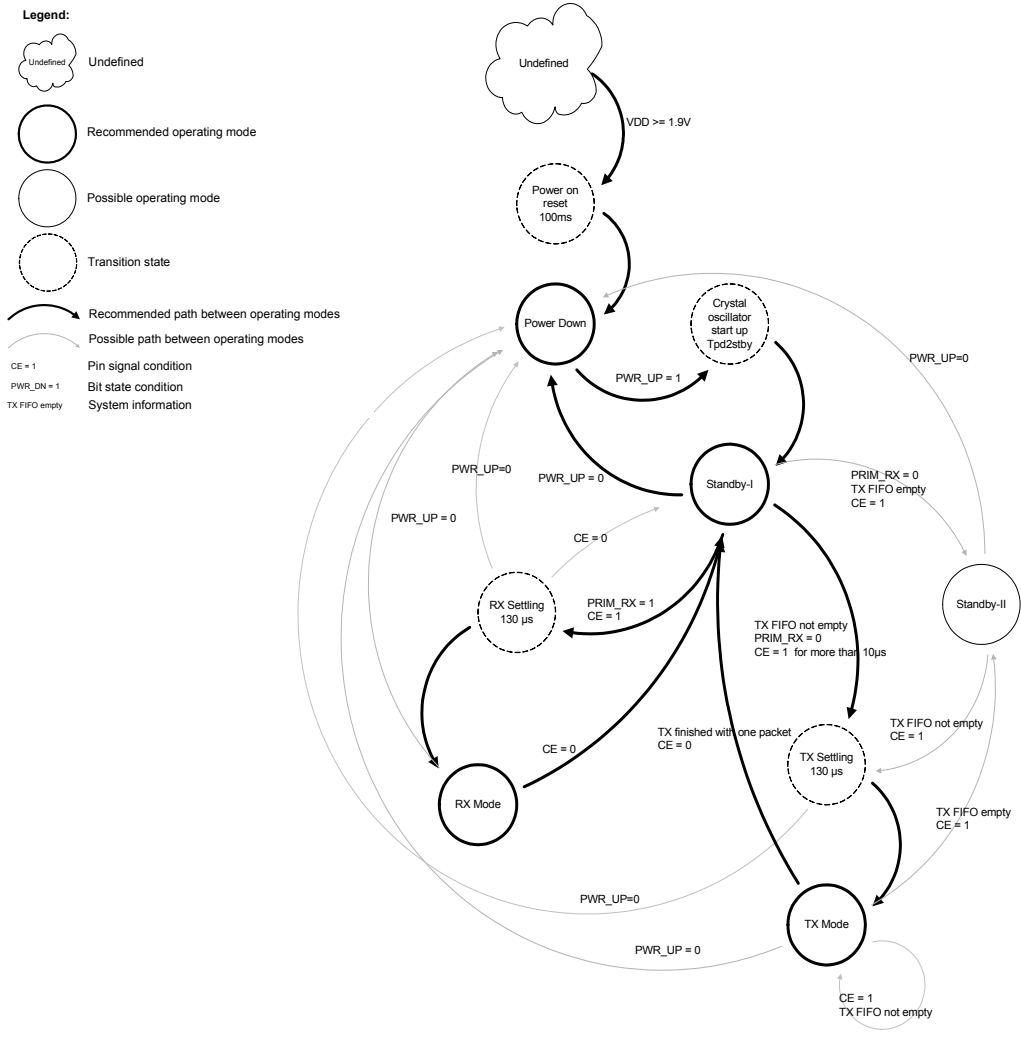 Legend:
Undefined
Undefined
Recommended operating mode
Possible operating mode
Transition state
Recommended path between operating modes
Possible path between operating modes
CE = 1
Pin signal condition
PWR_DN = 1
Bit state condition
TX FIFO empty
System information
Undefined
VDD >= 1.9V
Power on
reset
100ms
Power Down
Crystal
oscillator
start up
Tpd2stby
PWR_UP=0
PWR_UP = 1
PWR_UP=0
PWR_UP = 0
Standby-I
PRIM_RX = 0
TX FIFO empty
CE = 1
PWR_UP = 0
CE = 0
RX Settling
130 µs
PRIM_RX = 1
CE = 1
Standby-II
TX FIFO not empty
PRIM_RX = 0
CE = 1 for more than 10µs
TX FIFO not empty
CE = 1
TX finished with one packet
CE = 0
CE = 0
TX Settling
130 µs
RX Mode
TX FIFO empty
CE = 1
PWR_UP=0
TX Mode
PWR_UP = 0
CE = 1
TX FIFO not empty